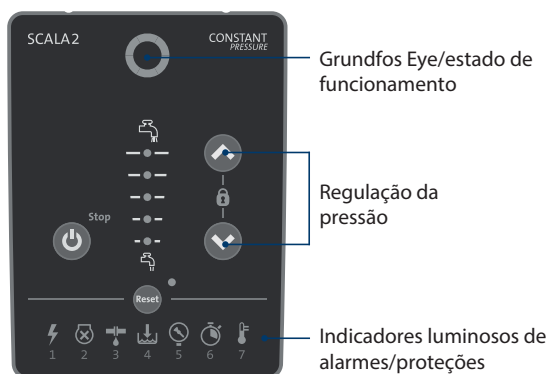 SCALA2
CONSTANT
PRESSURE
Grundfos Eye/estado de
funcionamento
Regulação da
pressão
Stop
Reset
1 2 3 4 5 6 7
Indicadores luminosos de
alarmes/proteções